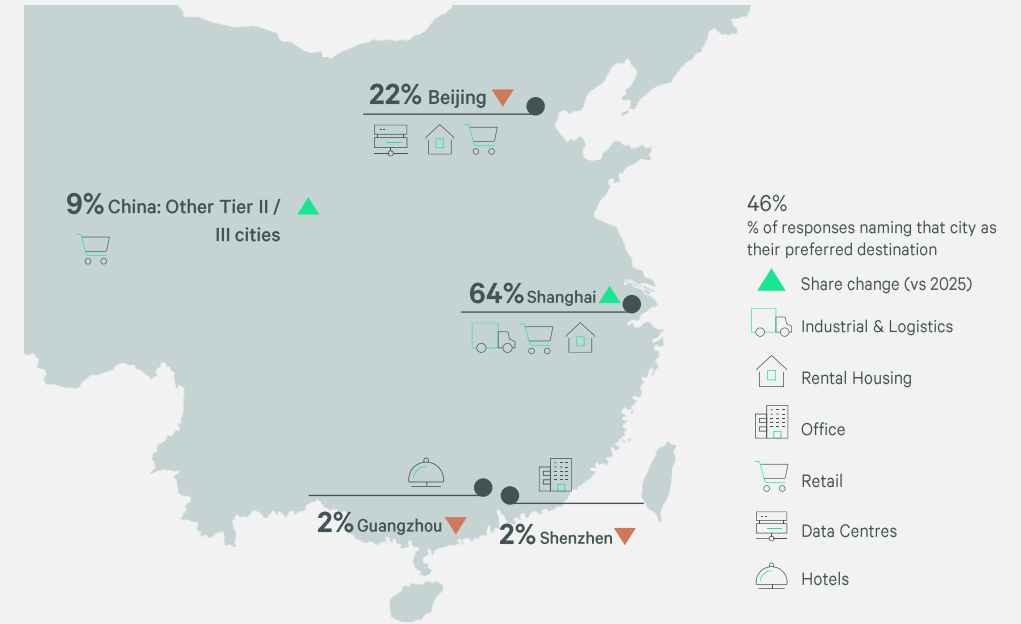 22% Beijing
9% China: Other Tier II /
III cities
64% Shanghai
2% Guangzhou
2% Shenzhen
46%
% of responses naming that city as
their preferred destination
Share change (vs 2025)
Industrial & Logistics
Rental Housing
Office
Retail
Data Centres
Hotels